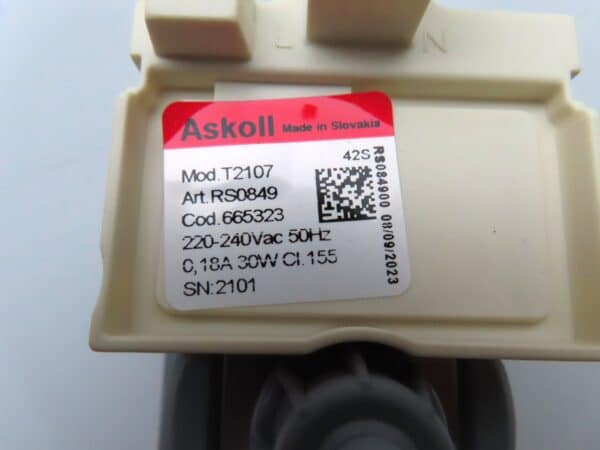 L N
Askoll Made in Slovakia
42S
Mod.T2107
Art.RS0849
Cod.665323
220-240Vac 50Hz
0,18A 30W Cl.155
SN:2101
RS084900 08/09/2023